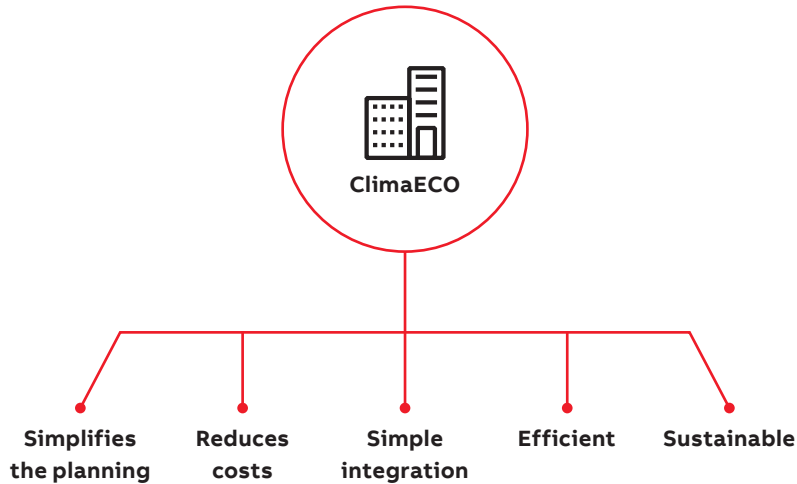 ClimaECO
Simplifies
the planning
Reduces
costs
Simple
integration
Efficient
Sustainable